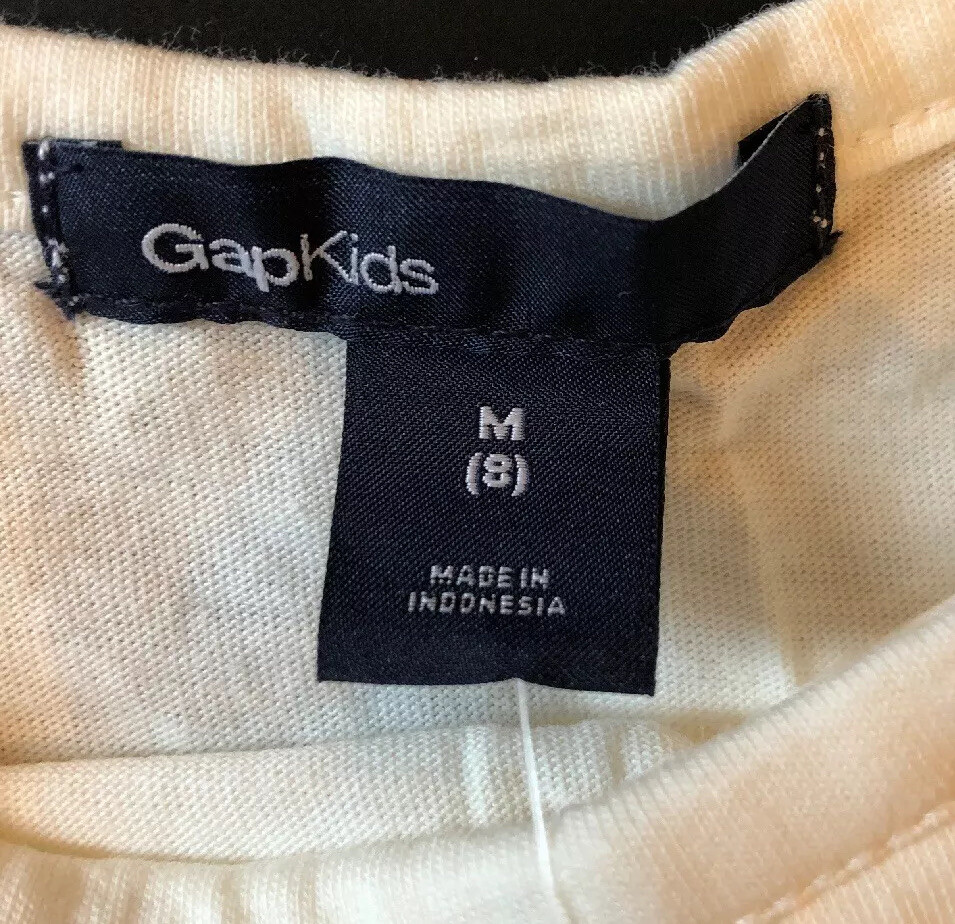 GapKids
M
(8)
MADE IN
INDONESIA